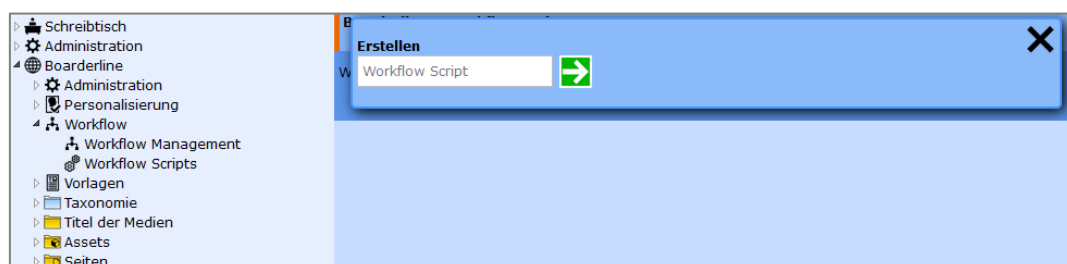 Schreibtisch
Administration
Boarderline
Administration
Personalisierung
Workflow
Workflow Management
Workflow Scripts
Vorlagen
Taxonomie
Titel der Medien
Assets
Seiten
Erstellen
Workflow Script